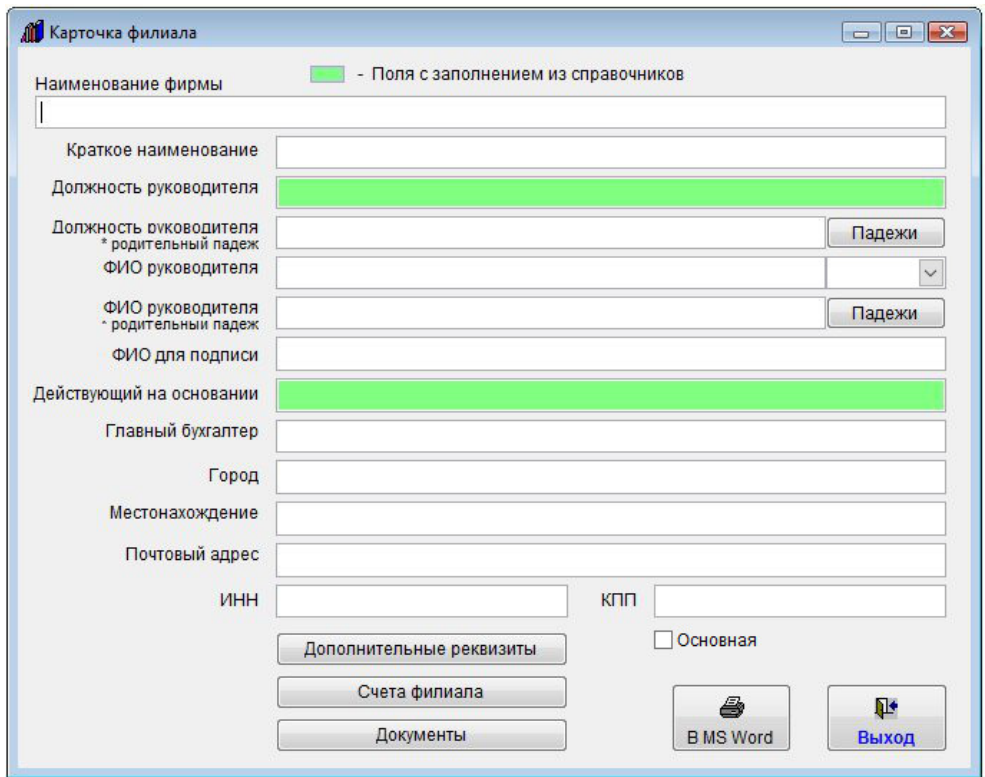 Карточка филиала
- Поля с заполнением из справочников
Наименование фирмы
Краткое наименование
Должность руководителя
Должность руководителя
* родительный падеж
Падежи
ФИО руководителя
ФИО руководителя
* родительный падеж
Падежи
ФИО для подписи
Действующий на основании
Главный бухгалтер
Город
Местонахождение
Почтовый адрес
ИНН КПП
Дополнительные реквизиты
Основная
Счета филиала
Документы
В MS Word
Выход